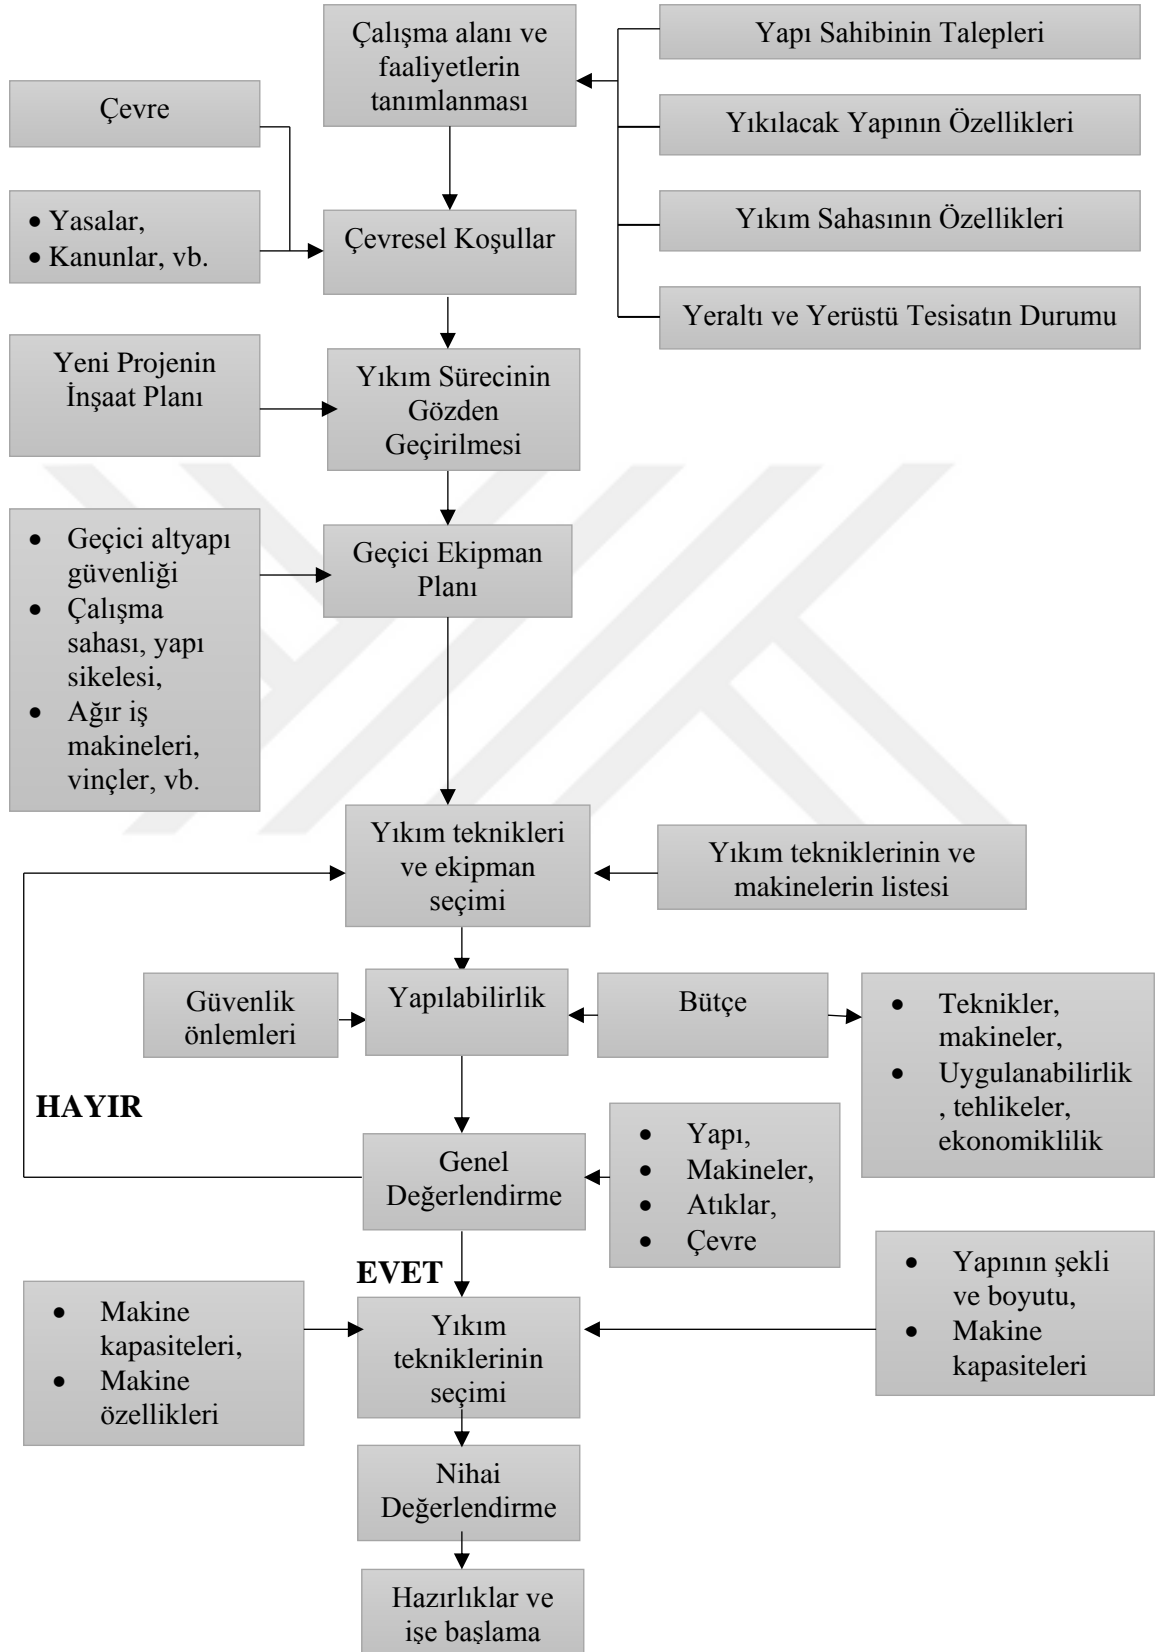 Çalışma alanı ve
faaliyetlerin
tanımlanması
Yapı Sahibinin Talepleri
Çevre
Yıkılacak Yapının Özellikleri
• Yasalar,
• Kanunlar, vb.
Çevresel Koşullar
Yıkım Sahasının Özellikleri
Yeraltı ve Yerüstü Tesisatın Durumu
Yeni Projenin
İnşaat Planı
Yıkım Sürecinin
Gözden
Geçirilmesi
• Geçici altyapı
güvenliği
• Çalışma
sahası, yapı
sikelesi,
• Ağır iş
makineleri,
vinçler, vb.
Geçici Ekipman
Planı
Yıkım teknikleri
ve ekipman
seçimi
Yıkım tekniklerinin ve
makinelerin listesi
Güvenlik
önlemleri
Yapılabilirlik
Bütçe
• Teknikler,
makineler,
• Uygulanabilirlik
, tehlikeler,
ekonomiklilik
HAYIR
Genel
Değerlendirme
• Yapı,
• Makineler,
• Atıklar,
• Çevre
EVET
• Makine
kapasiteleri,
• Makine
özellikleri
Yıkım
tekniklerinin
seçimi
• Yapının şekli
ve boyutu,
• Makine
kapasiteleri
Nihai
Değerlendirme
Hazırlıklar ve
işe başlama